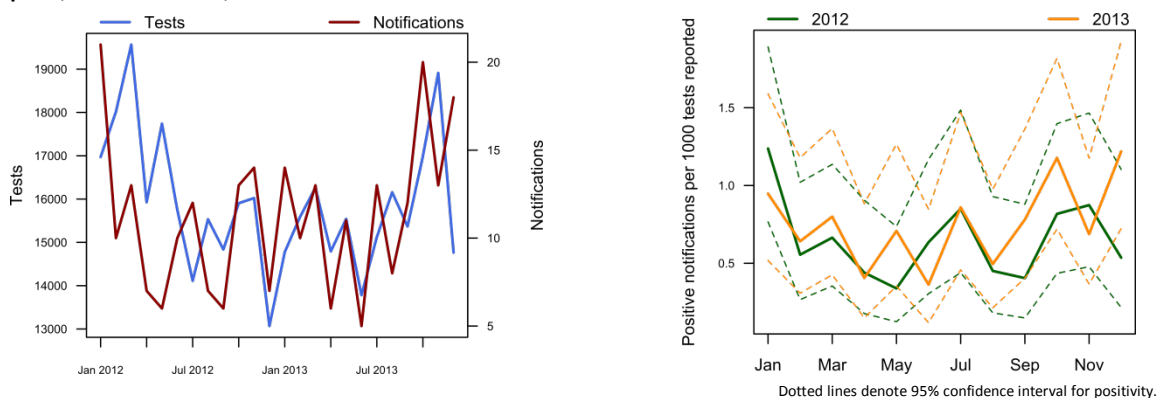 Tests Notifications
19000
18000
17000
16000
15000
14000
13000
Tests
20
15
10
5
Notifications
Jan 2012 Jul 2012 Jan 2013 Jul 2013
2012 2013
1.5
1.0
0.5
Positive notifications per 1000 tests reported
Jan Mar May Jul Sep Nov
Dotted lines denote 95% confidence interval for positivity.